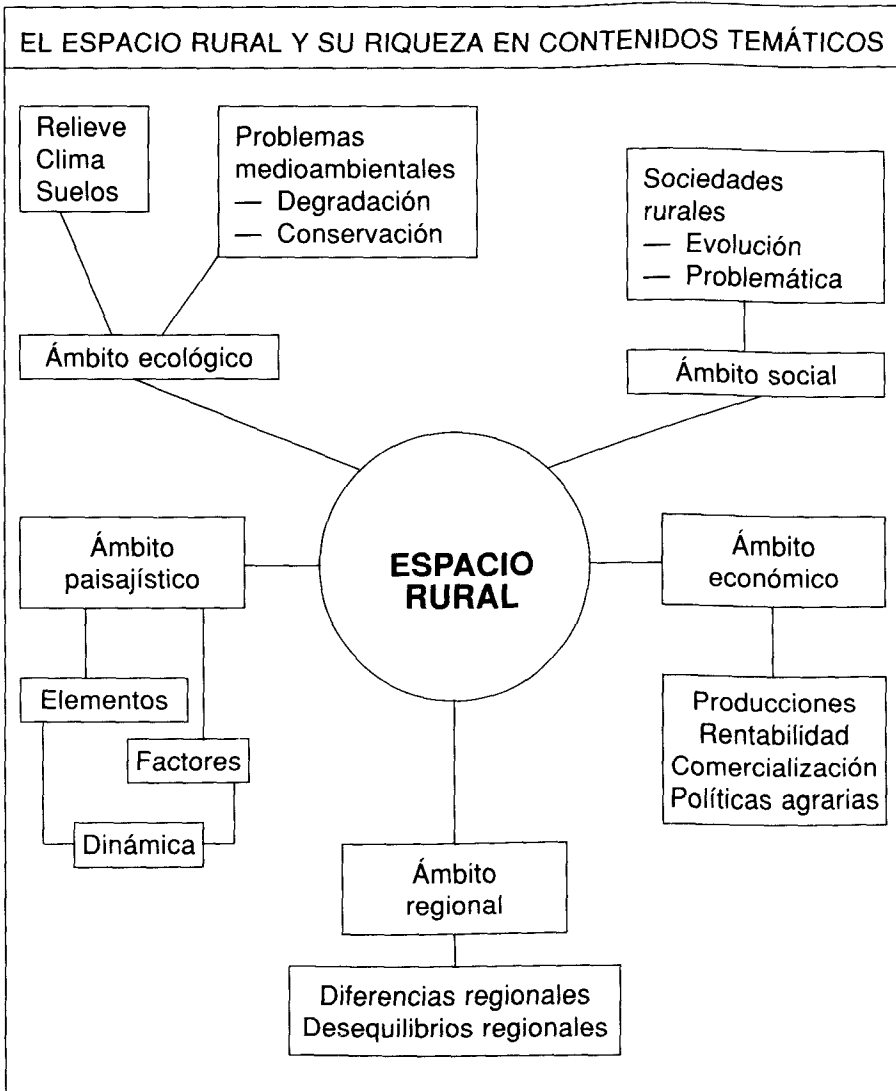 EL ESPACIO RURAL Y SU RIQUEZA EN CONTENIDOS TEMÁTICOS
Relieve
Clima
Suelos
Problemas
medioambientales
— Degradación
— Conservación
Sociedades
rurales
— Evolución
— Problemática
Ámbito ecológico
Ámbito social
Ámbito
paisajístico
ESPACIO
RURAL
Ámbito
económico
Elementos
Factores
Dinámica
Producciones
Rentabilidad
Comercialización
Políticas agrarias
Ámbito
regional
Diferencias regionales
Desequilibrios regionales